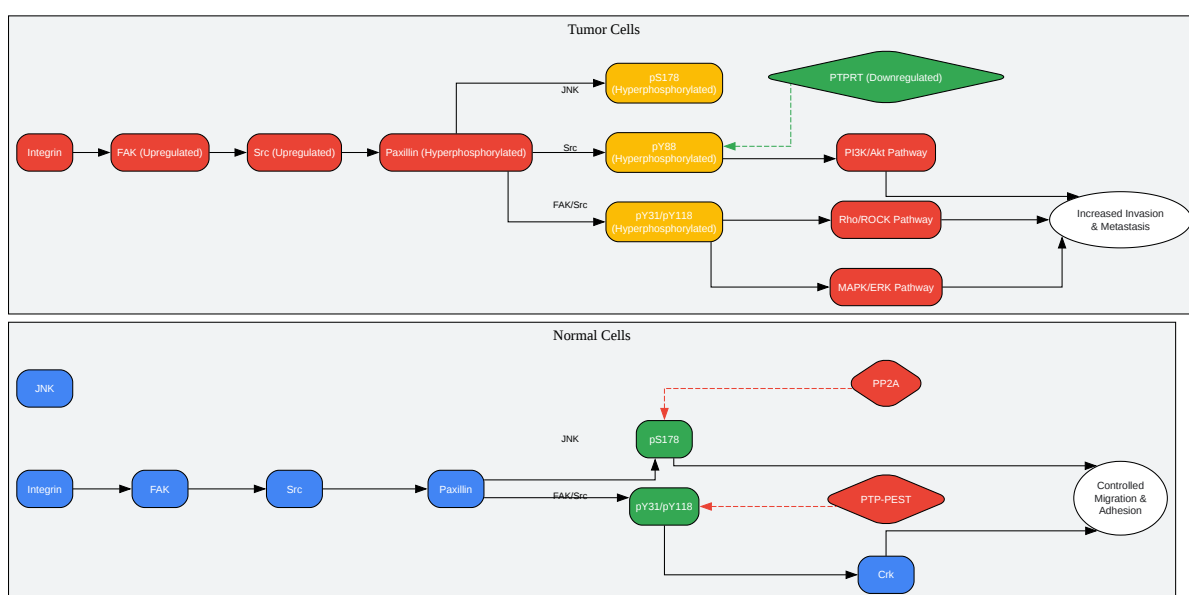 Tumor Cells
pS178
(Hyperphosphorylated)
PTPRT (Downregulated)
JNK
Integrin
FAK (Upregulated)
Src (Upregulated)
Paxillin (Hyperphosphorylated)
Src
pY88
(Hyperphosphorylated)
PI3K/Akt Pathway
FAK/Src
pY31/pY118
(Hyperphosphorylated)
Rho/ROCK Pathway
Increased Invasion
& Metastasis
MAPK/ERK Pathway
Normal Cells
JNK
PP2A
JNK
pS178
Integrin
FAK
Src
Paxillin
FAK/Src
pY31/pY118
PTP-PEST
Controlled
Migration &
Adhesion
Crk